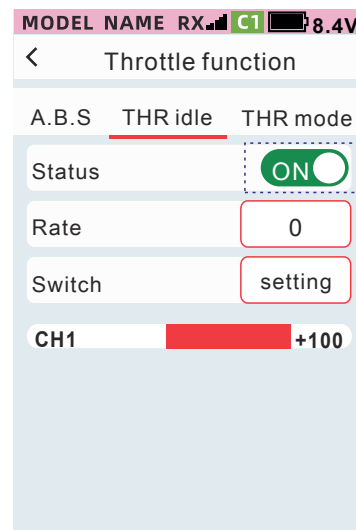 MODEL NAME RX C1 8.4V
< Throttle function
A.B.S THR idle THR mode
Status ON
Rate 0
Switch setting
CH1 +100